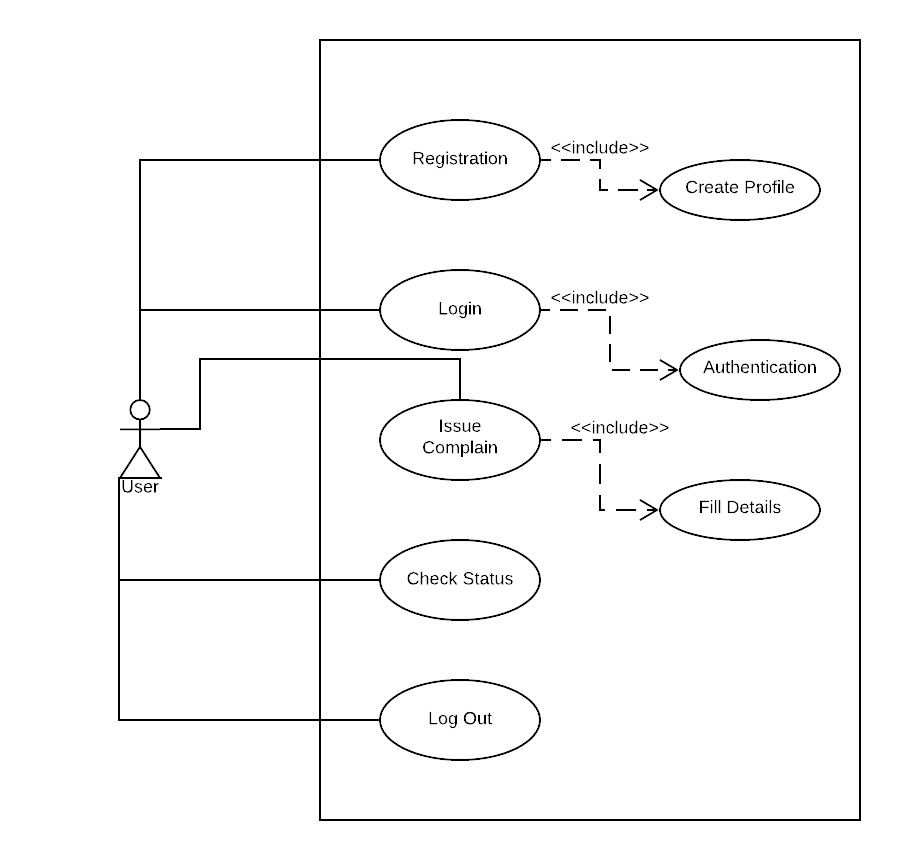 <<include>>
Registration
Create Profile
<<include>>
Login
Authentication
Issue
Complain
<<include>>
User
Fill Details
Check Status
Log Out